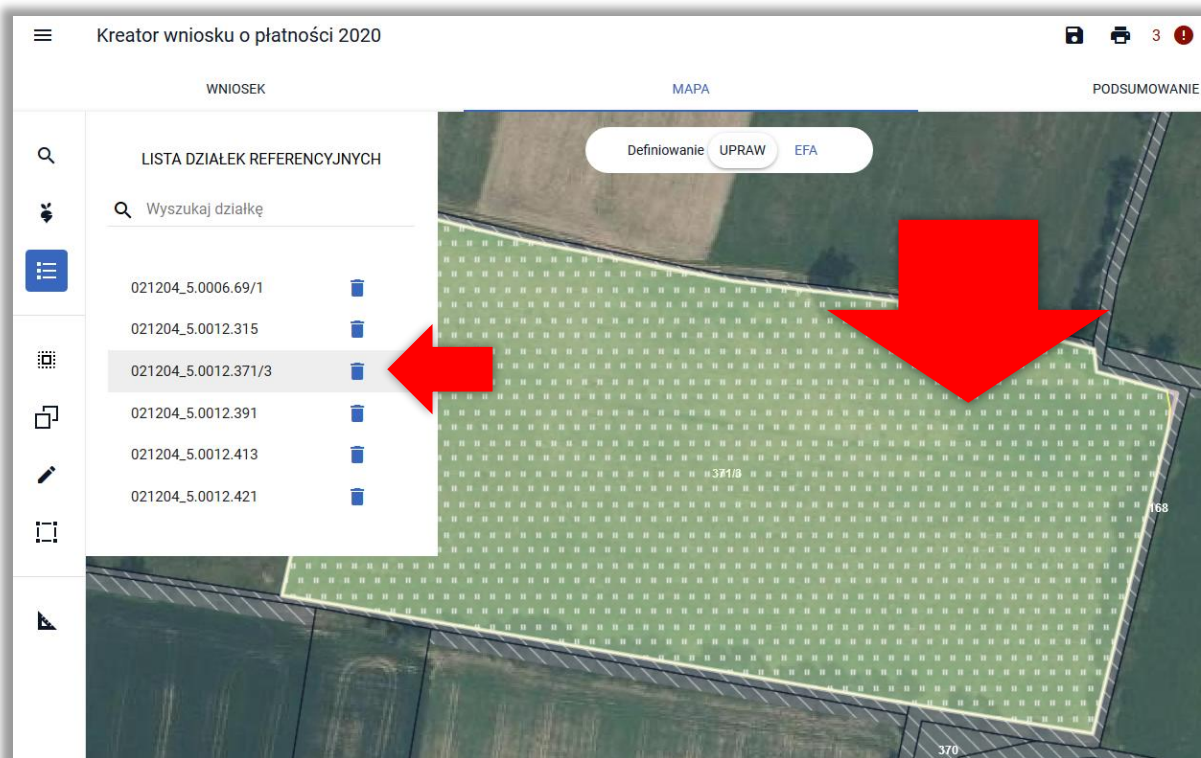 Kreator wniosku o płatności 2020
3
WNIOSEK
MAPA
PODSUMOWANIE
LISTA DZIAŁEK REFERENCYJNYCH
Wyszukaj działkę
021204_5.0006.69/1
021204_5.0012.315
021204_5.0012.371/3
021204_5.0012.391
021204_5.0012.413
021204_5.0012.421
Definiowanie UPRAW EFA
371/3
168
370